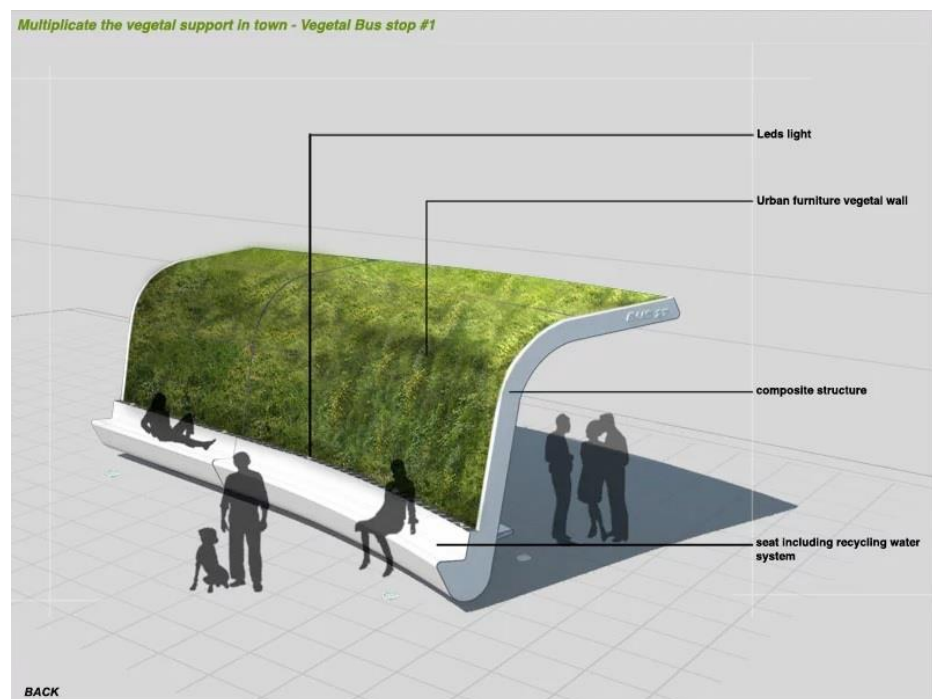 Multiplicate the vegetal support in town - Vegetal Bus stop #1
Leds light
Urban furniture vegetal wall
composite structure
seat including recycling water
system
BACK